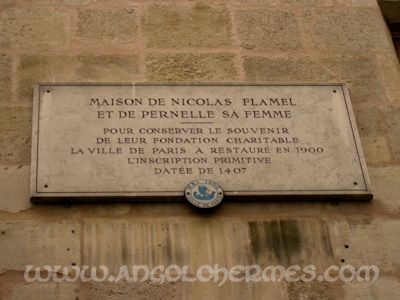 MAISON DE NICOLAS FLAMEL
ET DE PERNELLE SA FEMME
POUR CONSERVER LE SOUVENIR
DE LEUR FONDATION CHARITABLE
LA VILLE DE PARIS A RESTAURÉ EN 1900
L'INSCRIPTION PRIMITIVE
DATÉE DE 1407
WWW.ANGOLOHERMES.COM